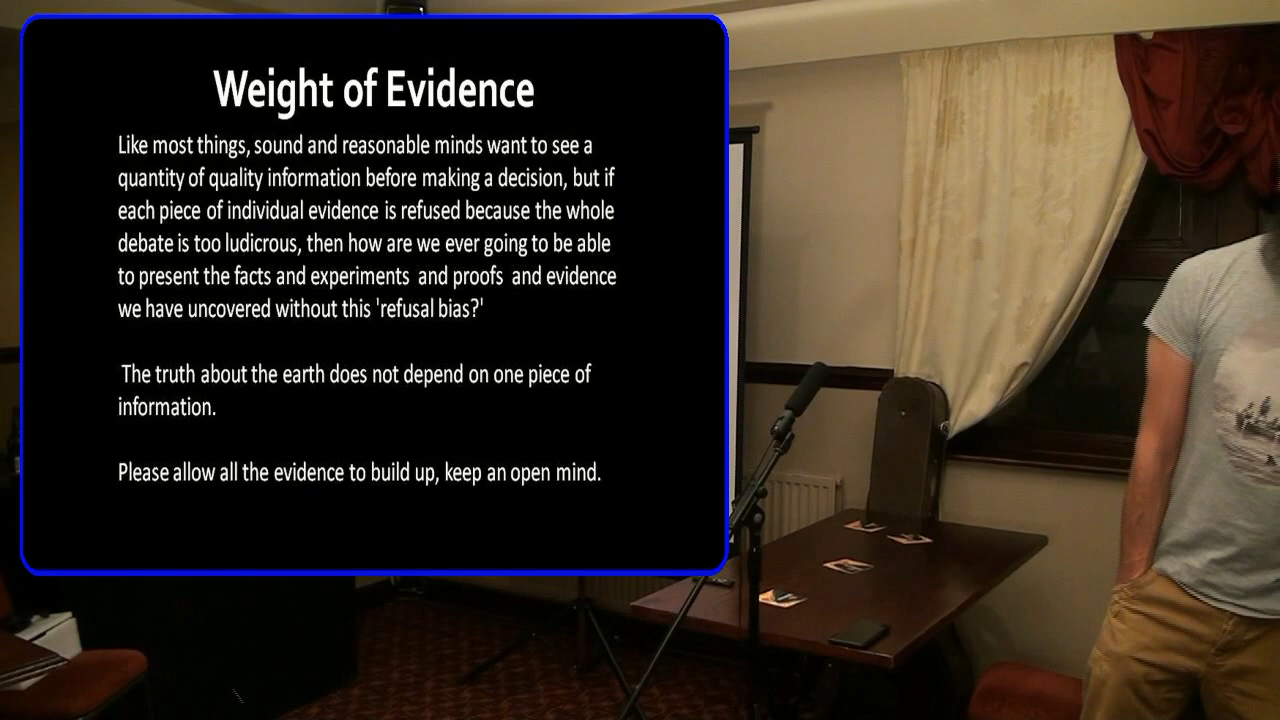 Weight of Evidence
Like most things, sound and reasonable minds want to see a
quantity of quality information before making a decision, but if
each piece of individual evidence is refused because the whole
debate is too ludicrous, then how are we ever going to be able
to present the facts and experiments  and proofs  and evidence
we have uncovered without this 'refusal bias?'
The truth about the earth does not depend on one piece of
information.
Please allow all the evidence to build up, keep an open mind.